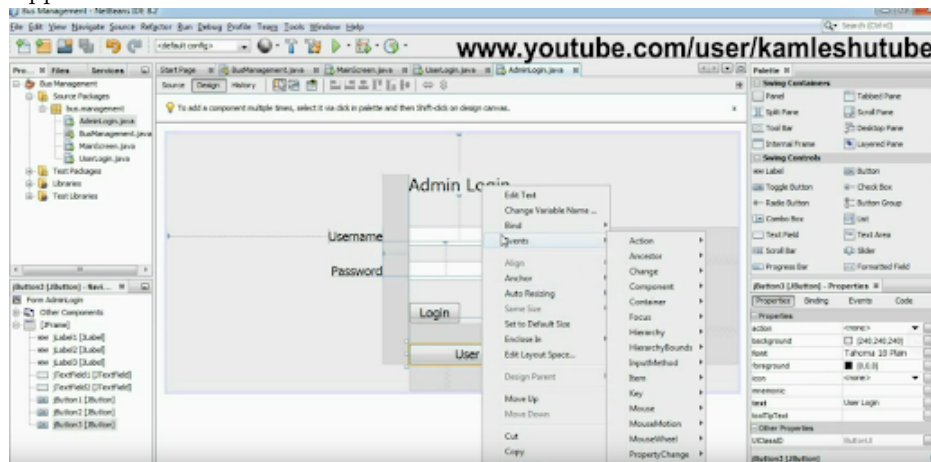 Bus Management - NetBeans IDE 8.2
File Edit View Navigate Source Refactor Run Debug Profile Team Tools Window Help
Search (Ctrl+I)
<default config>
www.youtube.com/user/kamleshutube
Pro... Files Services
Start Page BusManagement.java MainScreen.java UserLogin.java AdminLogin.java
Palette
Source Design History
To add a component multiple times, select it via click in palette and then Shift-click on design canvas.
Bus Management
Source Packages
bus.management
AdminLogin.java
BusManagement.java
MainScreen.java
UserLogin.java
Test Packages
Libraries
Test Libraries
Admin Login
Username
Password
Login
User
Edit Text
Change Variable Name ...
Bind
Events
Align
Anchor
Auto Resizing
Same Size
Set to Default Size
Enclose In
Edit Layout Space...
Design Parent
Move Up
Move Down
Cut
Copy
Action
Ancestor
Change
Component
Container
Focus
Hierarchy
HierarchyBounds
InputMethod
Item
Key
Mouse
MouseMotion
MouseWheel
PropertyChange
Swing Containers
Panel Tabbed Pane
Split Pane Scroll Pane
Tool Bar Desktop Pane
Internal Frame Layered Pane
Swing Controls
Label Button
Toggle Button Check Box
Radio Button Button Group
Combo Box List
Text Field Text Area
Scroll Bar Slider
Progress Bar Formatted Field
jButton3 [JButton] - Navi...
Form AdminLogin
Other Components
[JFrame]
jLabel1 [JLabel]
jLabel2 [JLabel]
jLabel3 [JLabel]
jTextField1 [JTextField]
jTextField2 [JTextField]
jButton1 [JButton]
jButton2 [JButton]
jButton3 [JButton]
jButton3 [JButton] - Properties
Properties Binding Events Code
Properties
action <none>
background [240,240,240]
font Tahoma 18 Plain
foreground [0,0,0]
icon <none>
mnemonic
text User Login
toolTipText
Other Properties
UIClassID ButtonUI
jButton3 [JButton]